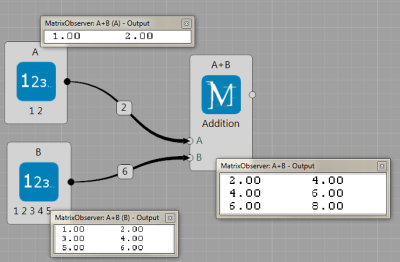 MatrixObserver: A+B (A) - Output
1.00 2.00
A
123..
1 2
2
A+B
M
Addition
A
B
B
123..
1 2 3 4 5
6
MatrixObserver: A+B - Output
2.00 4.00
4.00 6.00
6.00 8.00
MatrixObserver: A+B (B) - Output
1.00 2.00
3.00 4.00
5.00 6.00